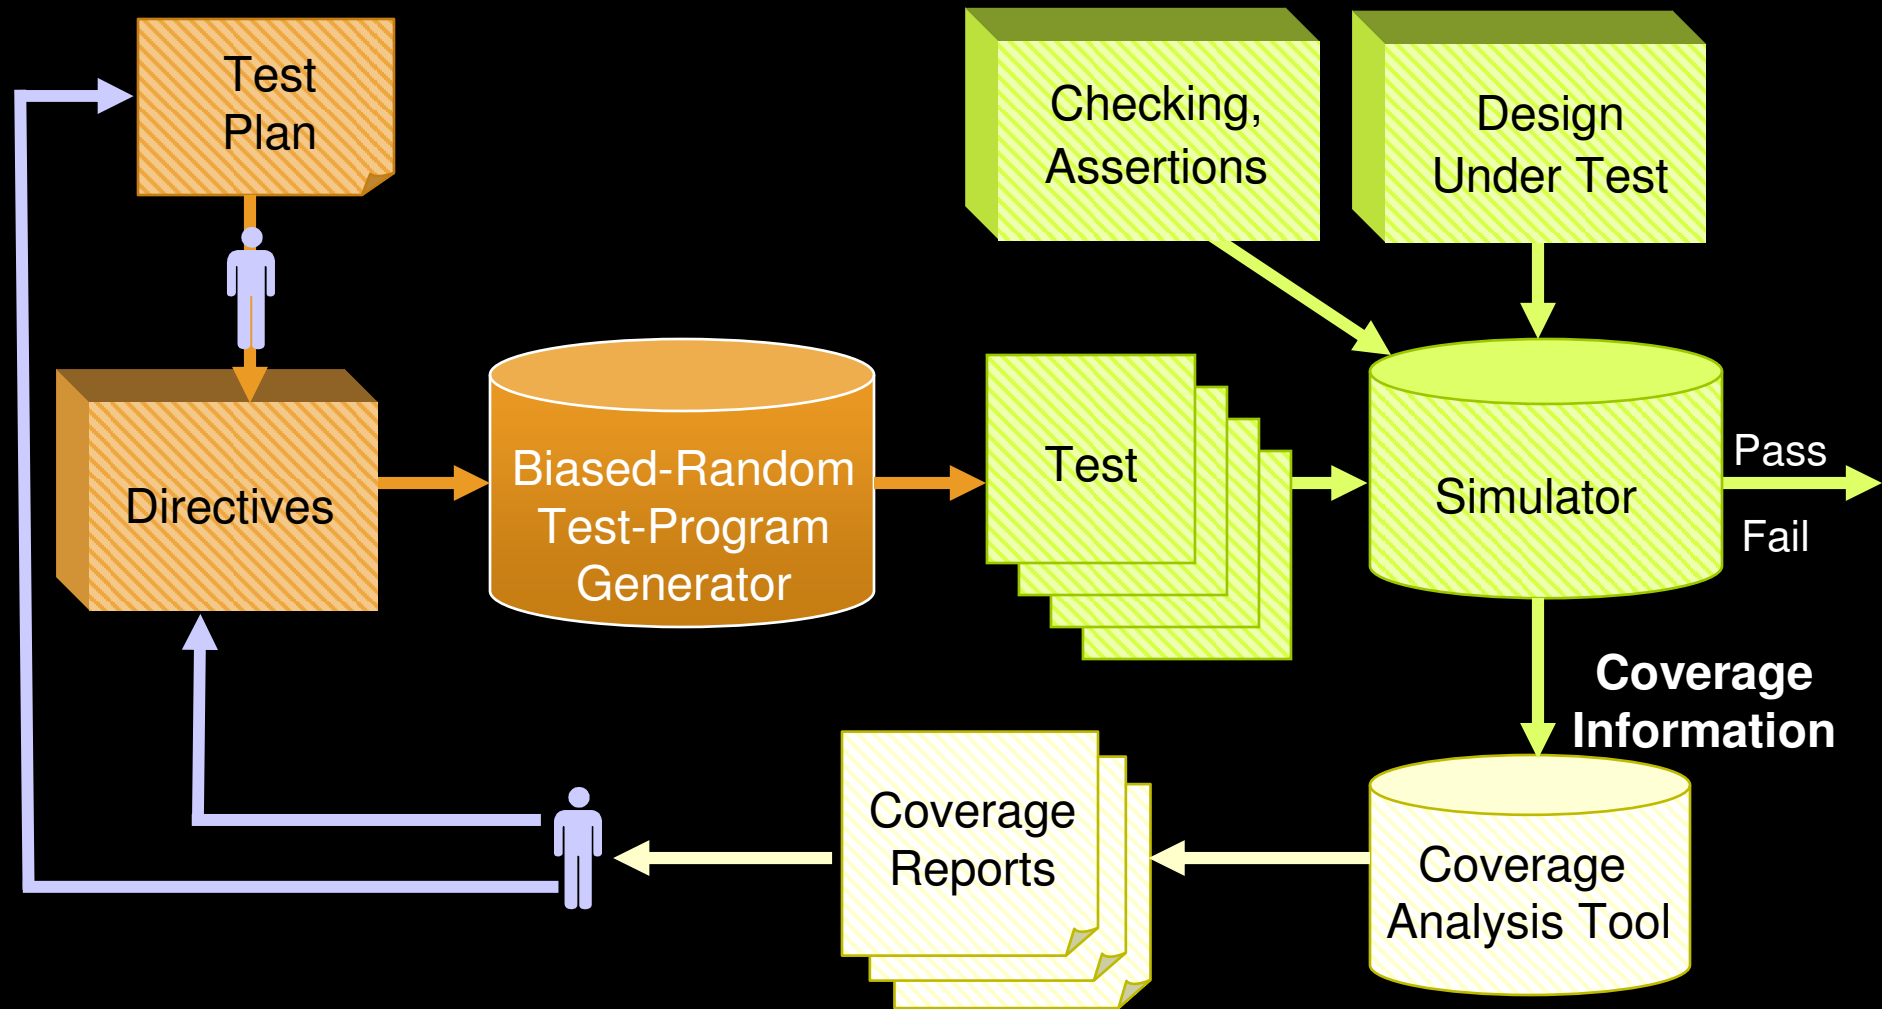 Test
Plan
Checking,
Assertions
Design
Under Test
Directives
Biased-Random
Test-Program
Generator
Test
Simulator
Pass
Fail
Coverage
Information
Coverage
Reports
Coverage
Analysis Tool